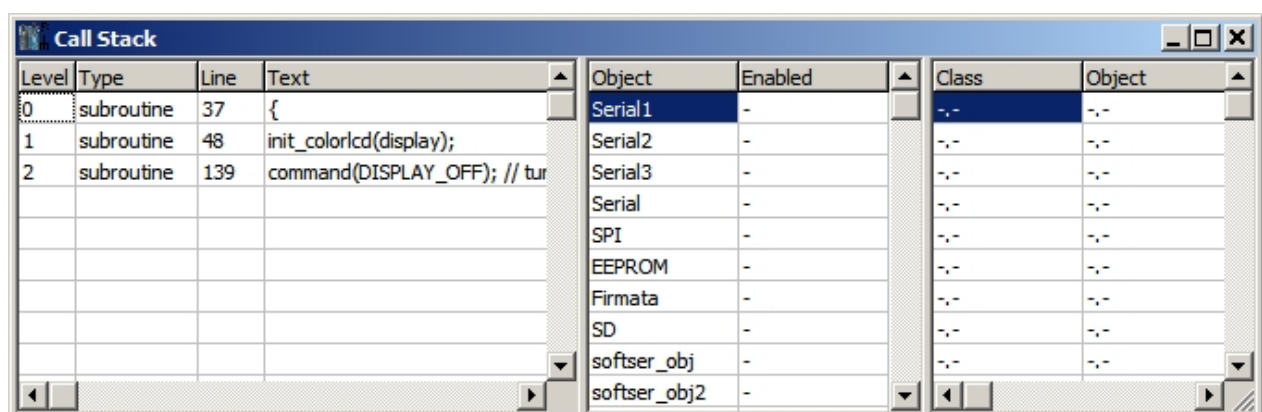 Call Stack
Level Type Line Text Object Enabled Class Object
0 subroutine 37 { Serial1 - -,- -,-
1 subroutine 48 init_colorlcd(display); Serial2 - -,- -,-
2 subroutine 139 command(DISPLAY_OFF); // tur Serial3 - -,- -,-
Serial - -,- -,-
SPI - -,- -,-
EEPROM - -,- -,-
Firmata - -,- -,-
SD - -,- -,-
softser_obj - -,- -,-
softser_obj2 -